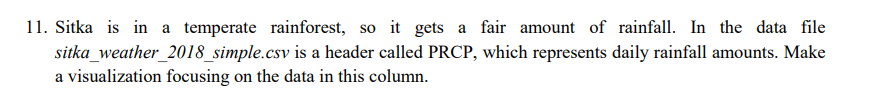 11. Sitka is in a temperate rainforest, so it gets a fair amount of rainfall. In the data file
sitka_weather_2018_simple.csv is a header called PRCP, which represents daily rainfall amounts. Make
a visualization focusing on the data in this column.